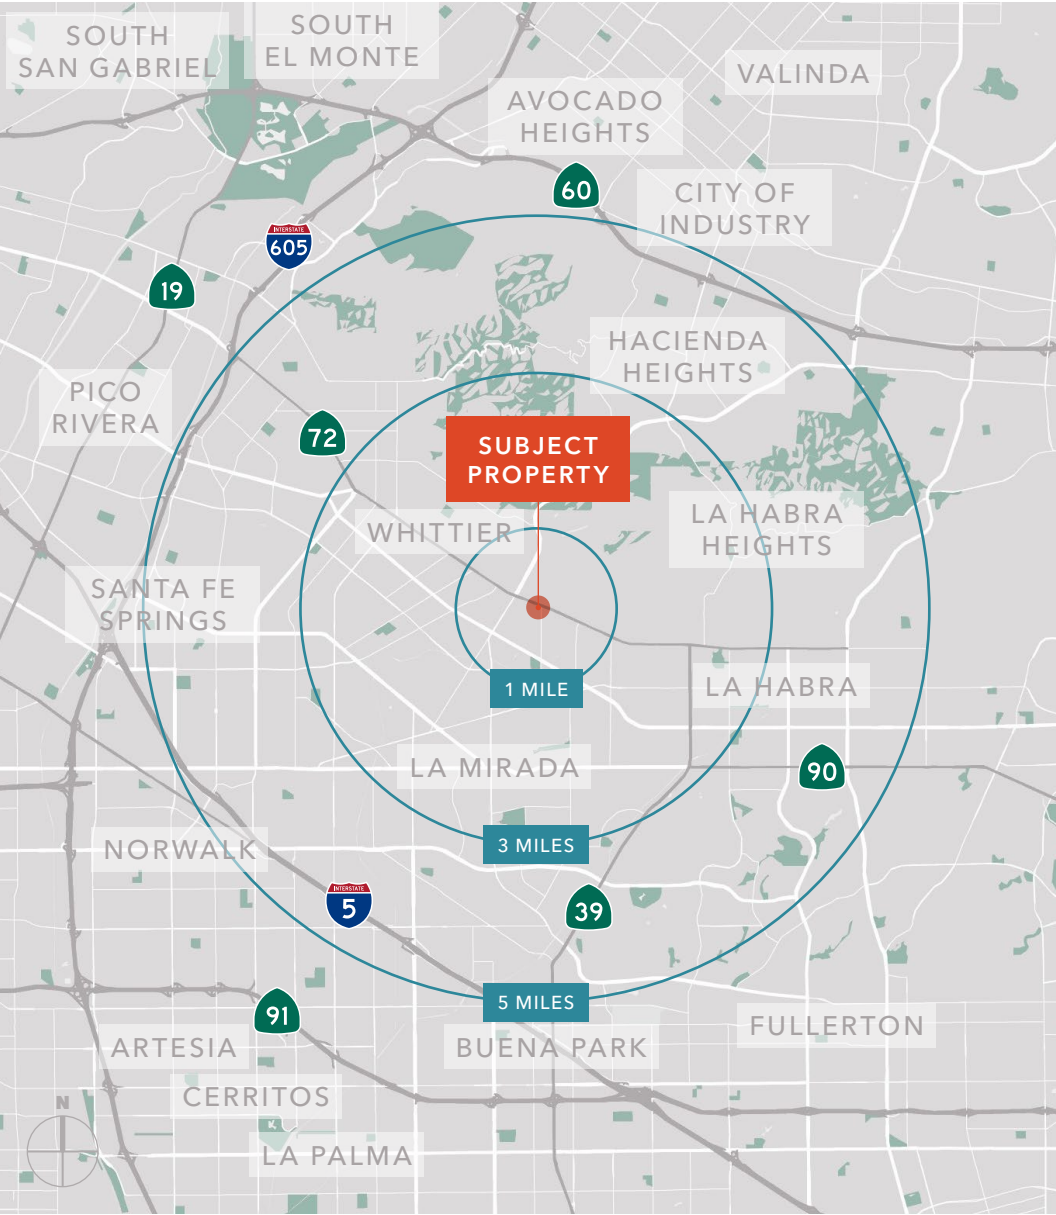 SOUTH
SAN GABRIEL
SOUTH
EL MONTE
VALINDA
AVOCADO
HEIGHTS
60
CITY OF
INDUSTRY
INTERSTATE
605
19
HACIENDA
HEIGHTS
PICO
RIVERA
72
SUBJECT
PROPERTY
WHITTIER
LA HABRA
HEIGHTS
SANTA FE
SPRINGS
1 MILE
LA HABRA
LA MIRADA
90
3 MILES
NORWALK
INTERSTATE
5
39
5 MILES
91
FULLERTON
ARTESIA
BUENA PARK
CERRITOS
N
LA PALMA